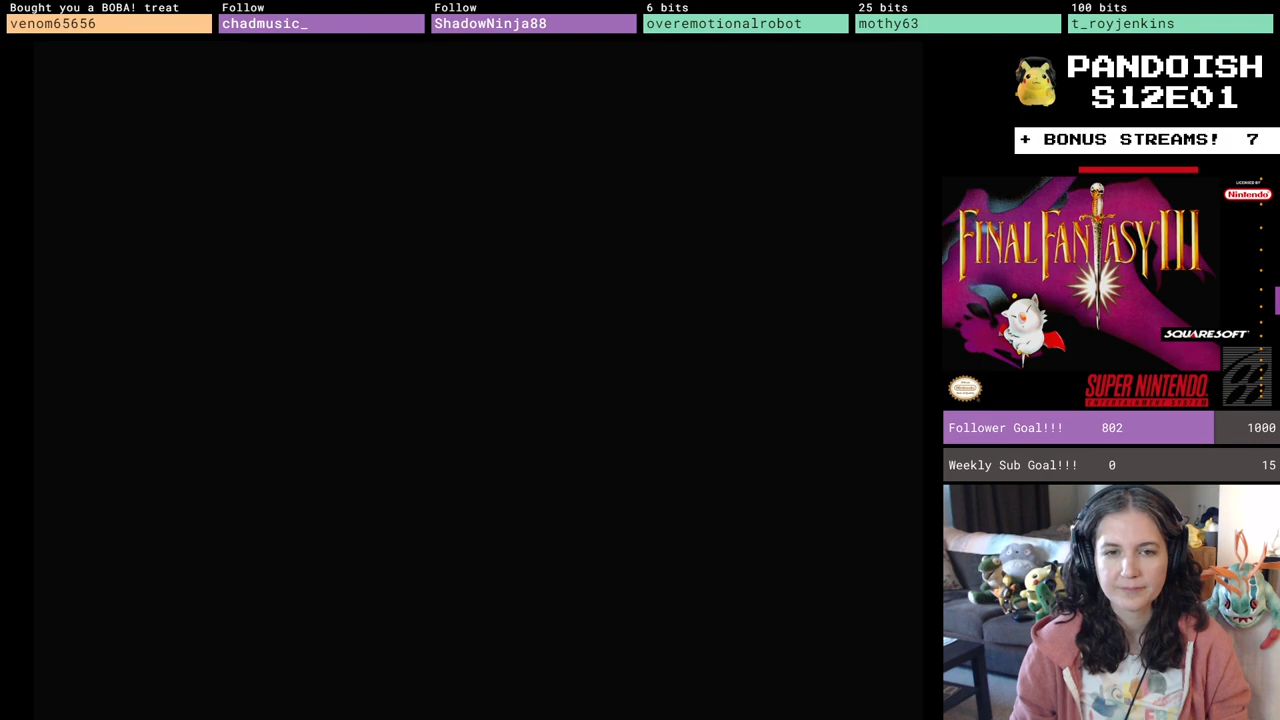 Bought you a BOBA! treat
venom65656
Follow
chadmusic_
Follow
ShadowNinja88
6 bits
overemotionalrobot
25 bits
mothy63
100 bits
t_royjenkins
PANDOISH
S12E01
+ BONUS STREAMS! 7
LICENSED BY
Nintendo
FINAL FANTASY III
SQUARESOFT
SUPER NINTENDO
ENTERTAINMENT SYSTEM
Follower Goal!!! 802 1000
Weekly Sub Goal!!! 0 15